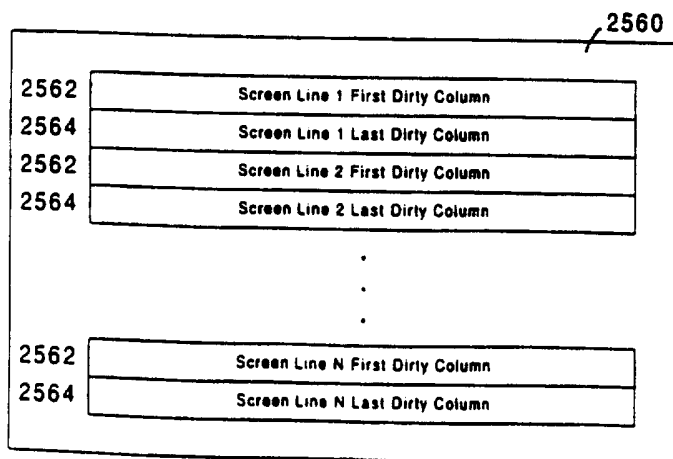 2560
2562 Screen Line 1 First Dirty Column
2564 Screen Line 1 Last Dirty Column
2562 Screen Line 2 First Dirty Column
2564 Screen Line 2 Last Dirty Column
.
.
.
2562 Screen Line N First Dirty Column
2564 Screen Line N Last Dirty Column